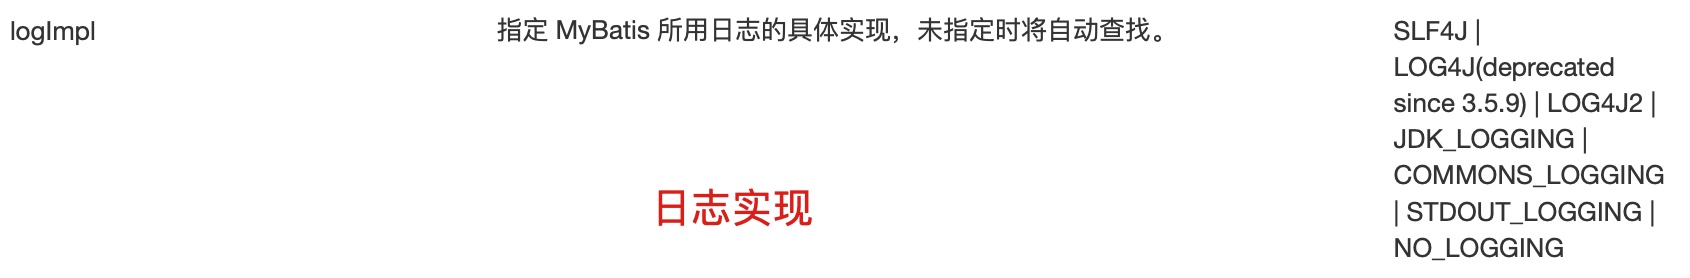 logImpl
指定 MyBatis 所用日志的具体实现，未指定时将自动查找。
SLF4J |
LOG4J(deprecated
since 3.5.9) | LOG4J2 |
JDK_LOGGING |
COMMONS_LOGGING
| STDOUT_LOGGING |
NO_LOGGING
日志实现